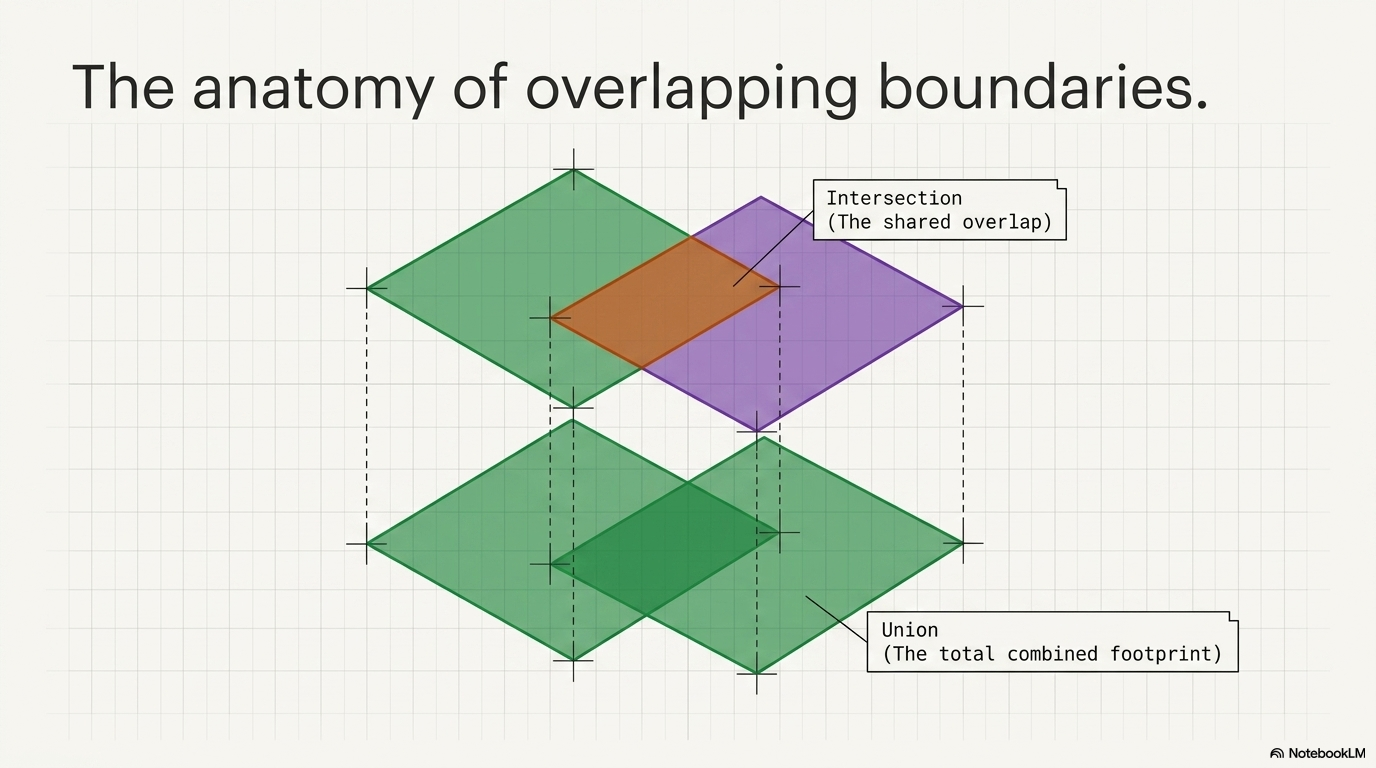 The anatomy of overlapping boundaries.
Intersection
(The shared overlap)
Union
(The total combined footprint)
NotebookLM